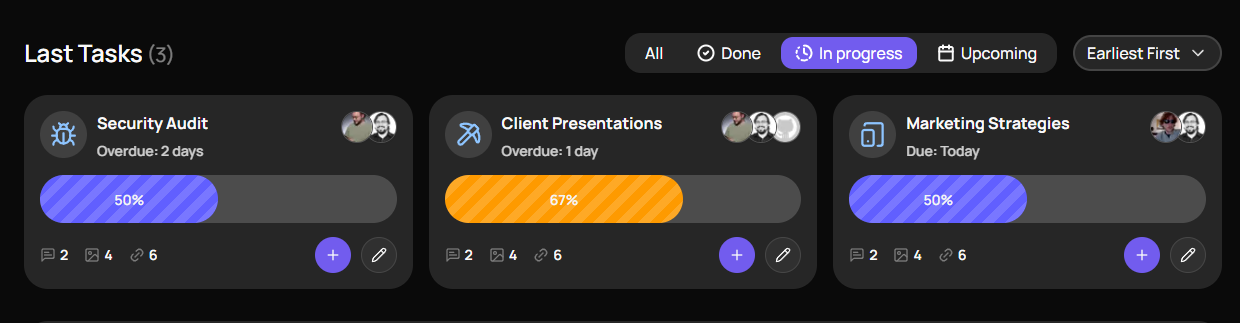 Last Tasks (3)
All Done In progress Upcoming Earliest First
Security Audit
Overdue: 2 days
50%
2 4 6
Client Presentations
Overdue: 1 day
67%
2 4 6
Marketing Strategies
Due: Today
50%
2 4 6